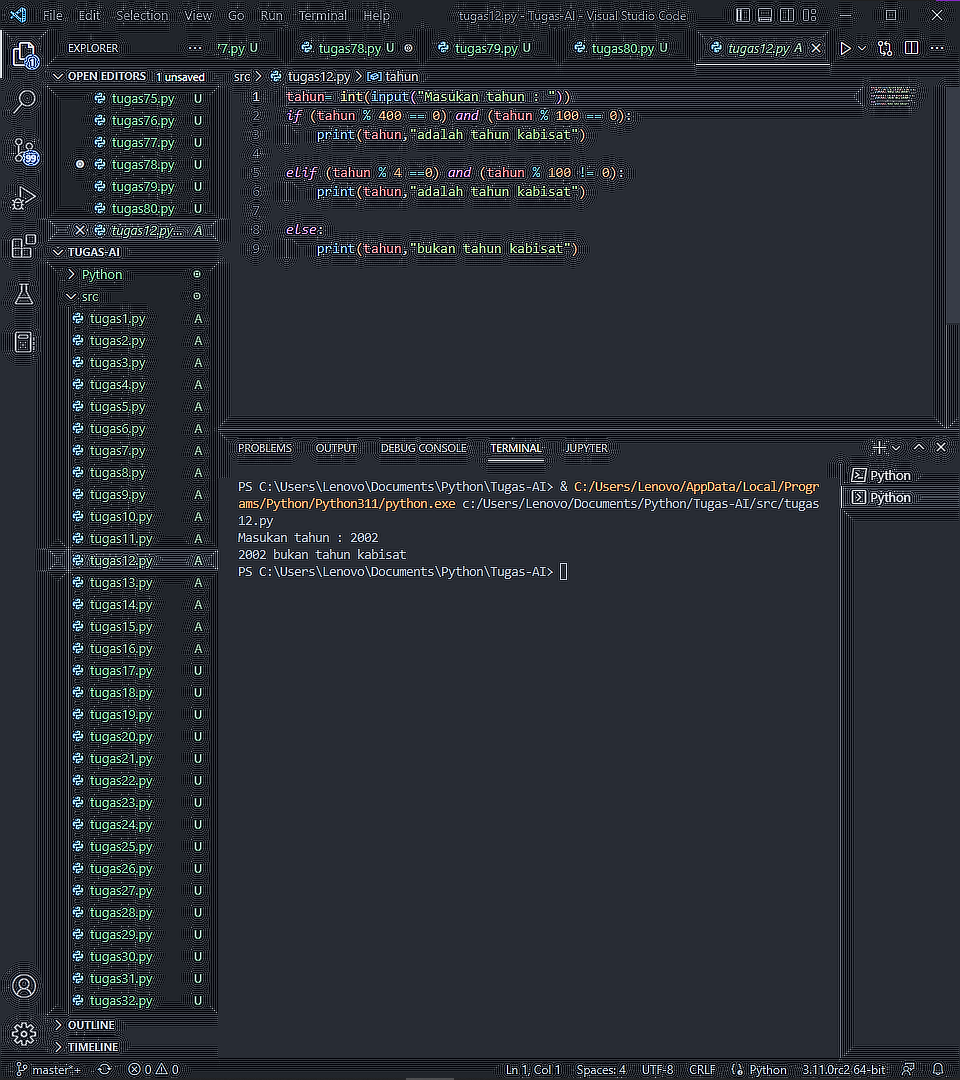 File Edit Selection View Go Run Terminal Help tugas12.py - Tugas-AI - Visual Studio Code
EXPLORER ··· 77.py U tugas78.py U tugas79.py U tugas80.py U tugas12.py A
1
99
OPEN EDITORS 1 unsaved
tugas75.py U
tugas76.py U
tugas77.py U
tugas78.py U
tugas79.py U
tugas80.py U
tugas12.py... A
TUGAS-AI
Python
src
tugas1.py A
tugas2.py A
tugas3.py A
tugas4.py A
tugas5.py A
tugas6.py A
tugas7.py A
tugas8.py A
tugas9.py A
tugas10.py A
tugas11.py A
tugas12.py A
tugas13.py A
tugas14.py A
tugas15.py A
tugas16.py A
tugas17.py U
tugas18.py U
tugas19.py U
tugas20.py U
tugas21.py U
tugas22.py U
tugas23.py U
tugas24.py U
tugas25.py U
tugas26.py U
tugas27.py U
tugas28.py U
tugas29.py U
tugas30.py U
tugas31.py U
tugas32.py U
OUTLINE
TIMELINE
src > tugas12.py > tahun
1 tahun= int(input("Masukan tahun : "))
2 if (tahun % 400 == 0) and (tahun % 100 == 0):
3 print(tahun,"adalah tahun kabisat")
4
5 elif (tahun % 4 ==0) and (tahun % 100 != 0):
6 print(tahun,"adalah tahun kabisat")
7
8 else:
9 print(tahun,"bukan tahun kabisat")
PROBLEMS OUTPUT DEBUG CONSOLE TERMINAL JUPYTER
PS C:\Users\Lenovo\Documents\Python\Tugas-AI> & C:/Users/Lenovo/AppData/Local/Progr
ams/Python/Python311/python.exe c:/Users/Lenovo/Documents/Python/Tugas-AI/src/tugas
12.py
Masukan tahun : 2002
2002 bukan tahun kabisat
PS C:\Users\Lenovo\Documents\Python\Tugas-AI>
Python
Python
master*+ 0 0 Ln 1, Col 1 Spaces: 4 UTF-8 CRLF Python 3.11.0rc2 64-bit